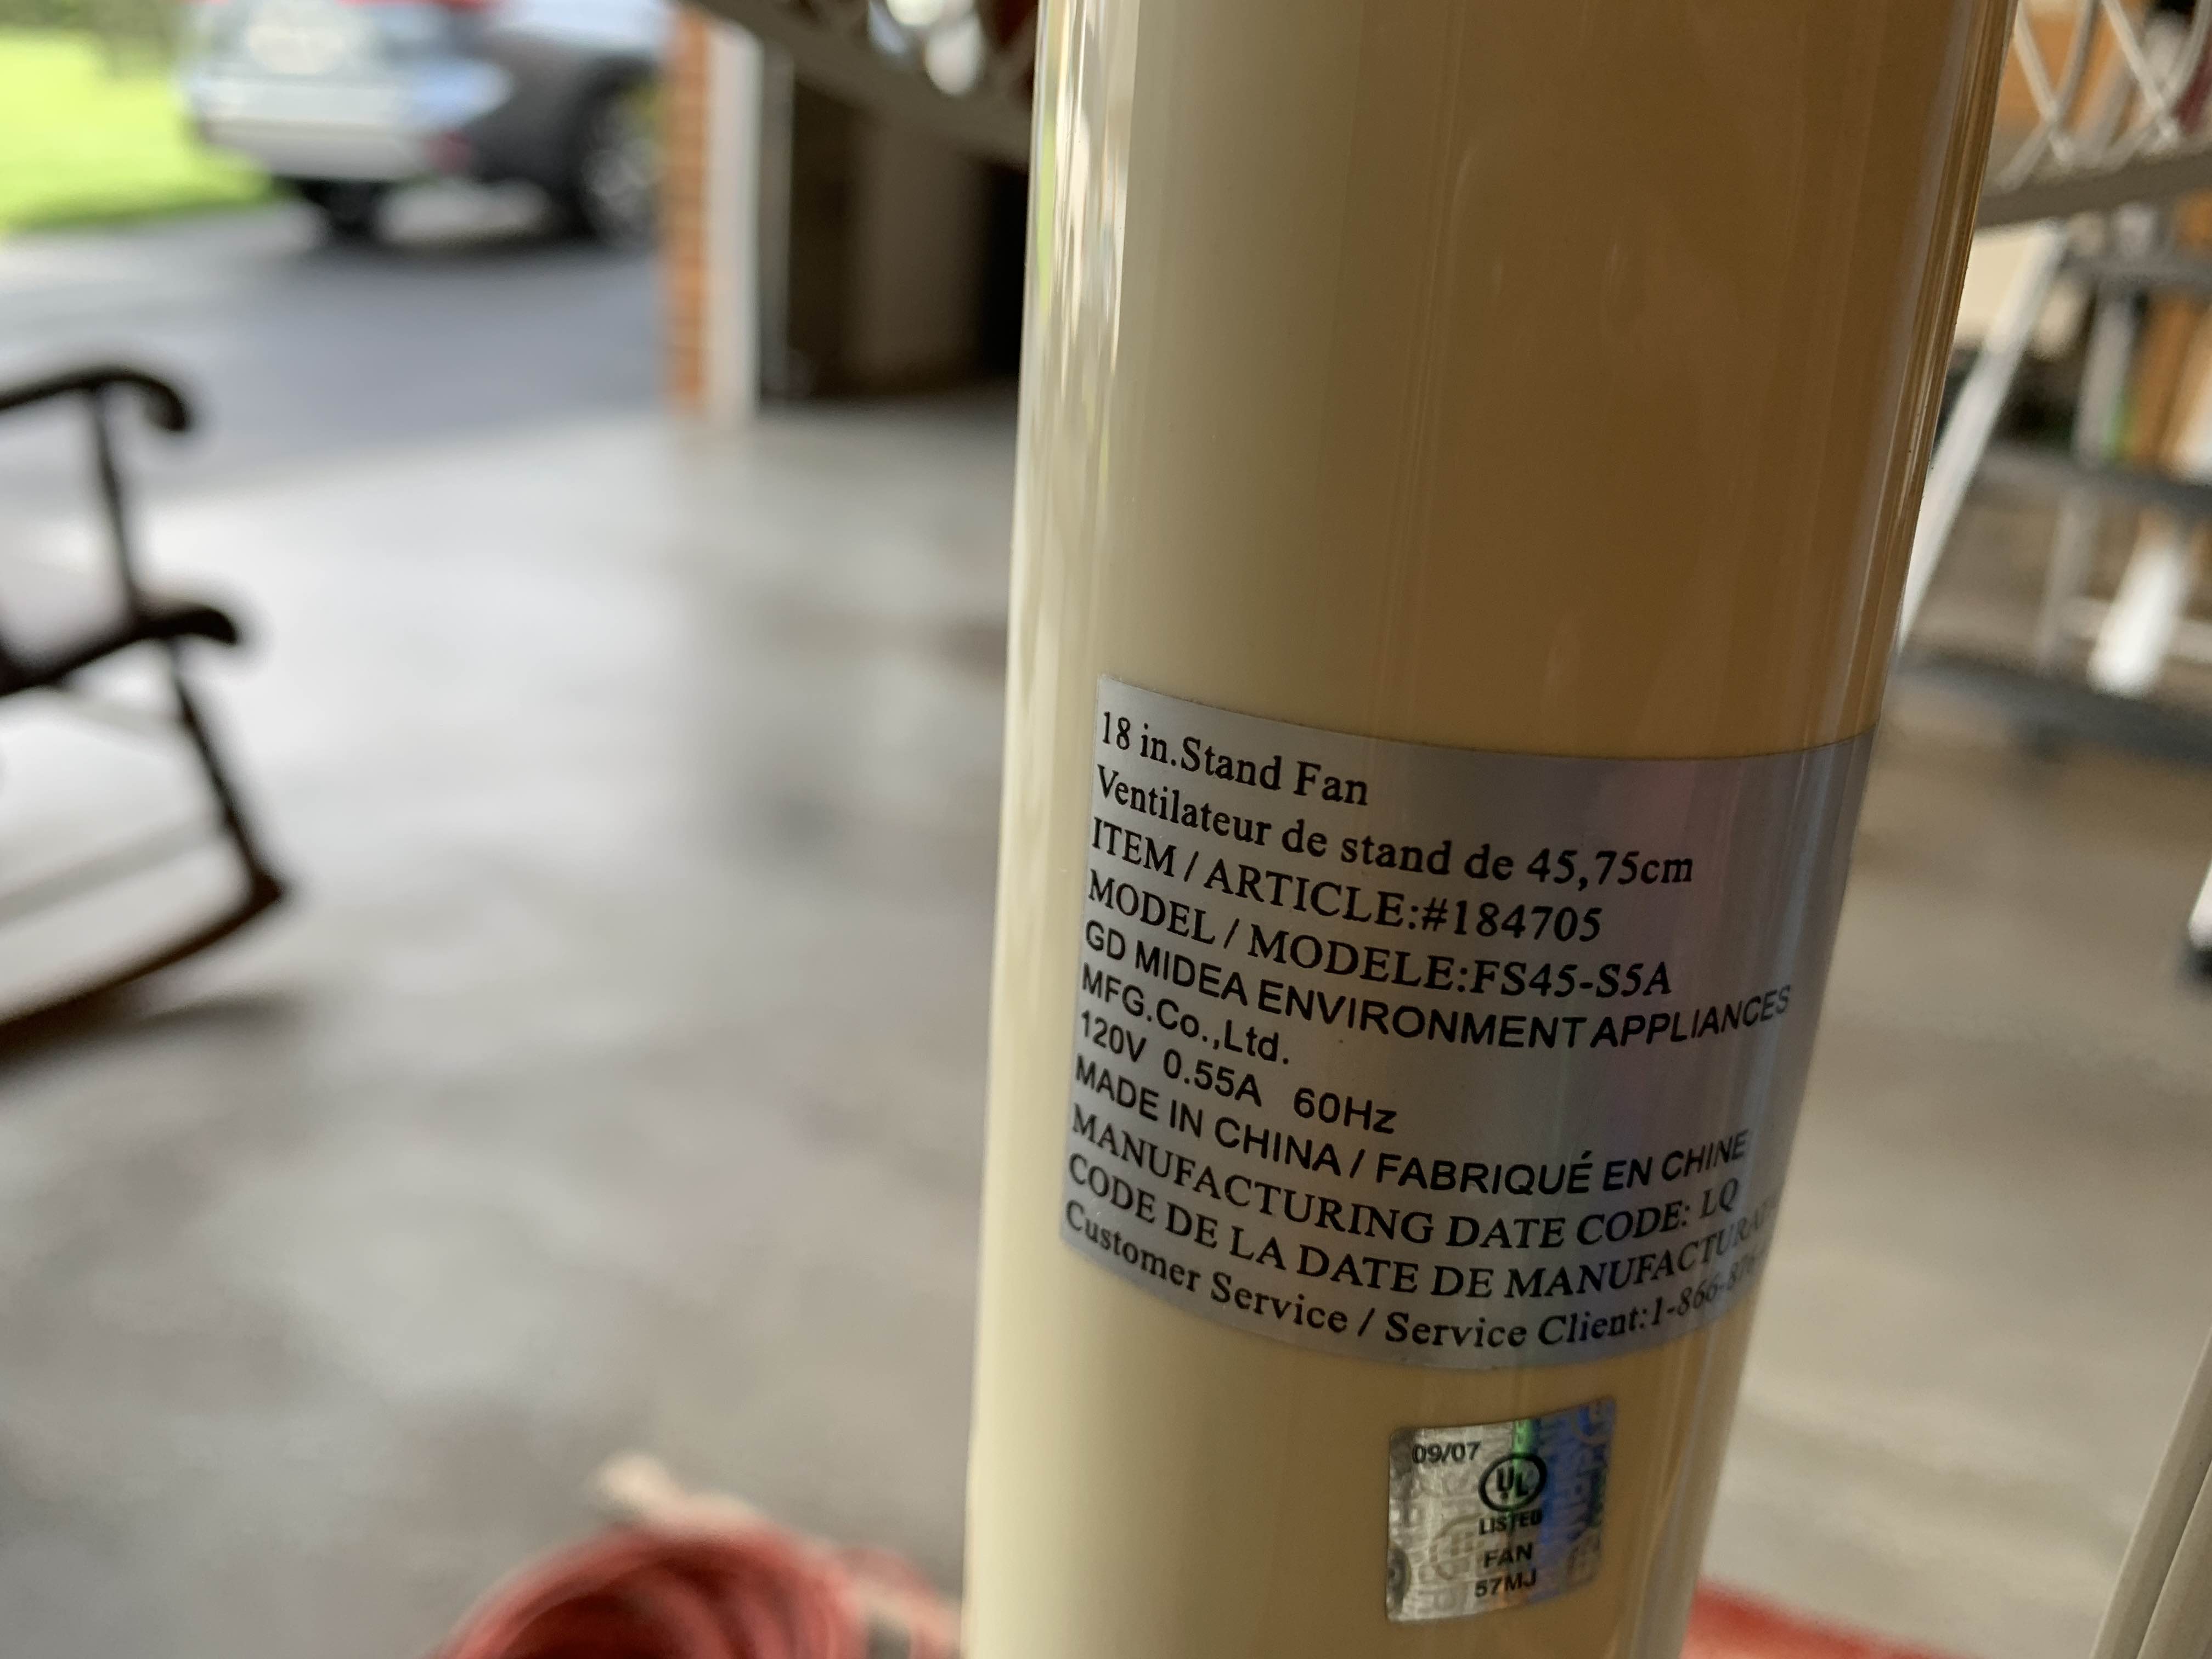 18 in.Stand Fan
Ventilateur de stand de 45,75cm
ITEM / ARTICLE:#184705
MODEL / MODELE:FS45-S5A
GD MIDEA ENVIRONMENT APPLIANCES
MFG.Co.,Ltd.
120V 0.55A 60Hz
MADE IN CHINA / FABRIQUÉ EN CHINE
MANUFACTURING DATE CODE: LQ
CODE DE LA DATE DE
Customer Service / Service Client:1-866-
09/07
UL
LISTED
FAN
57MJ